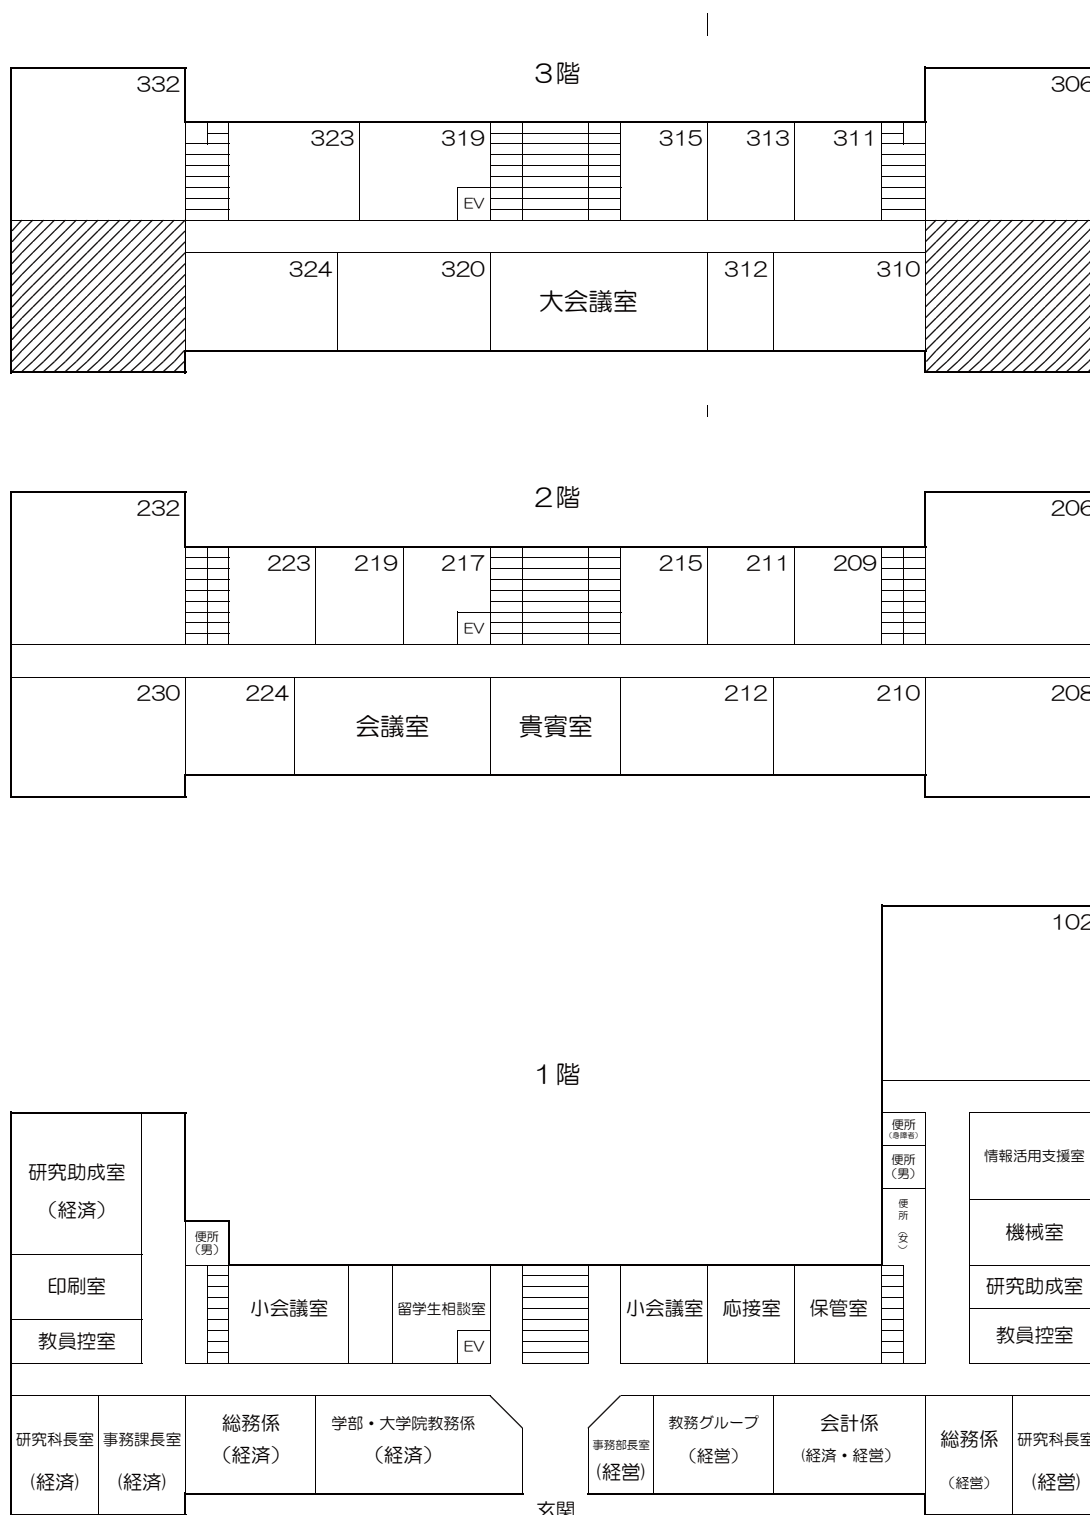 3階
332
306
323
319
315
313
311
EV
324
320
312
310
大会議室
2階
232
206
223
219
217
215
211
209
EV
230
224
212
210
208
会議室
貴賓室
102
1階
便所
(身障者)
便所
(男)
便所(女)
情報活用支援室
研究助成室
(経済)
機械室
便所
(男)
印刷室
研究助成室
小会議室
留学生相談室
小会議室
応接室
保管室
教員控室
EV
教員控室
研究科長室
(経済)
事務課長室
(経済)
総務係
(経済)
学部・大学院教務係
(経済)
事務部長室
(経営)
教務グループ
(経営)
会計係
(経済・経営)
総務係
(経営)
研究科長室
(経営)
玄関